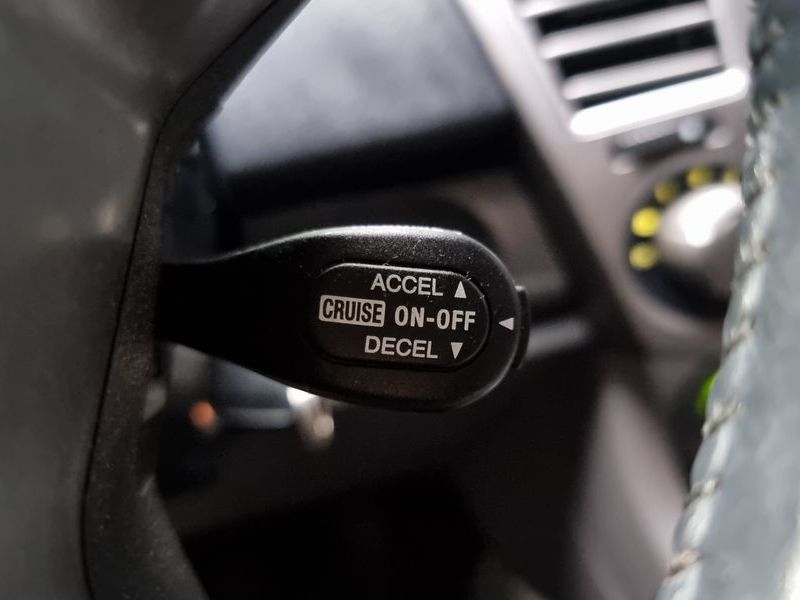 ACCEL ▲
CRUISE ON-OFF ◀
DECEL ▼